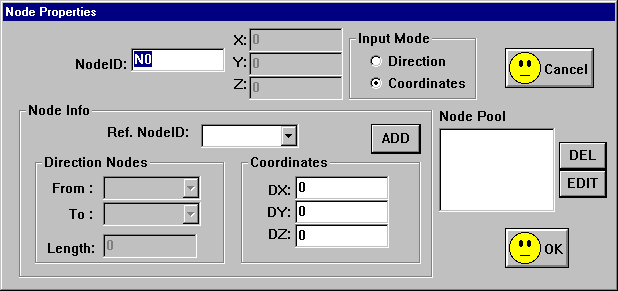 Node Properties
NodeID: N0
X: 0
Y: 0
Z: 0
Input Mode
Direction
Coordinates
Cancel
Node Info
Ref. NodeID:
ADD
Direction Nodes
From :
To :
Length: 0
Coordinates
DX: 0
DY: 0
DZ: 0
Node Pool
DEL
EDIT
OK